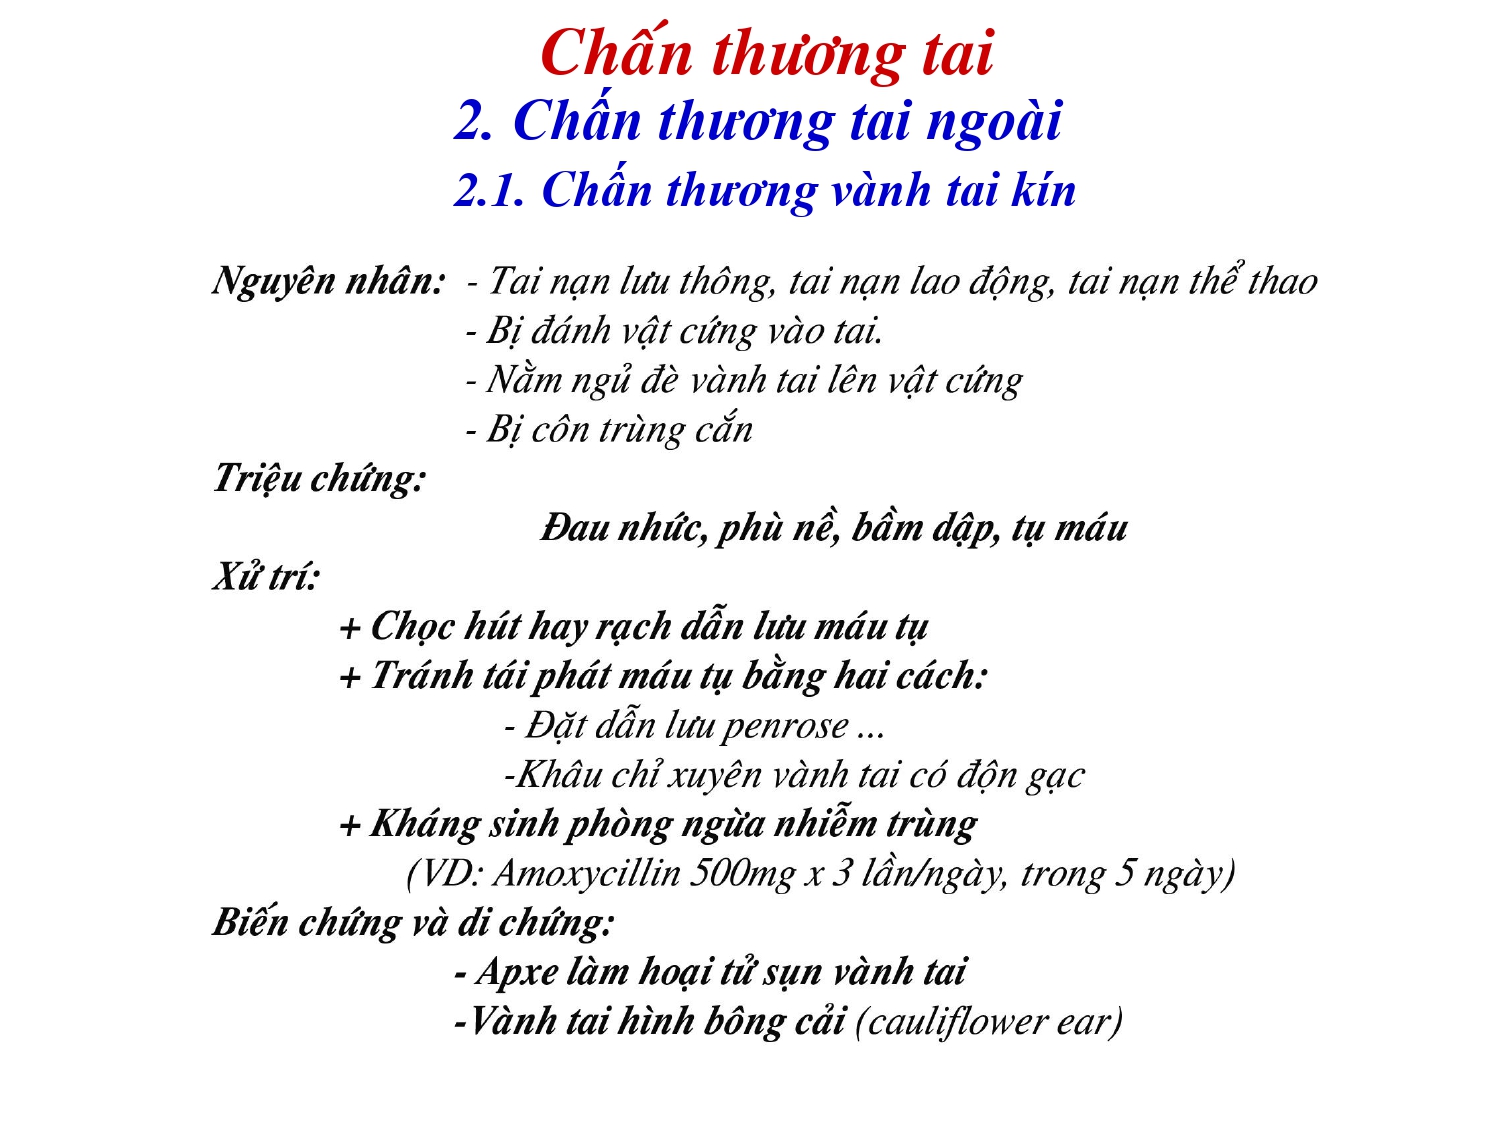 Chấn thương tai
2. Chấn thương tai ngoài
2.1. Chấn thương vành tai kín
Nguyên nhân: - Tai nạn lưu thông, tai nạn lao động, tai nạn thể thao
- Bị đánh vật cứng vào tai.
- Nằm ngủ đè vành tai lên vật cứng
- Bị côn trùng cắn
Triệu chứng:
Đau nhức, phù nề, bầm dập, tụ máu
Xử trí:
+ Chọc hút hay rạch dẫn lưu máu tụ
+ Tránh tái phát máu tụ bằng hai cách:
- Đặt dẫn lưu penrose ...
-Khâu chỉ xuyên vành tai có độn gạc
+ Kháng sinh phòng ngừa nhiễm trùng
(VD: Amoxycillin 500mg x 3 lần/ngày, trong 5 ngày)
Biến chứng và di chứng:
- Apxe làm hoại tử sụn vành tai
-Vành tai hình bông cải (cauliflower ear)